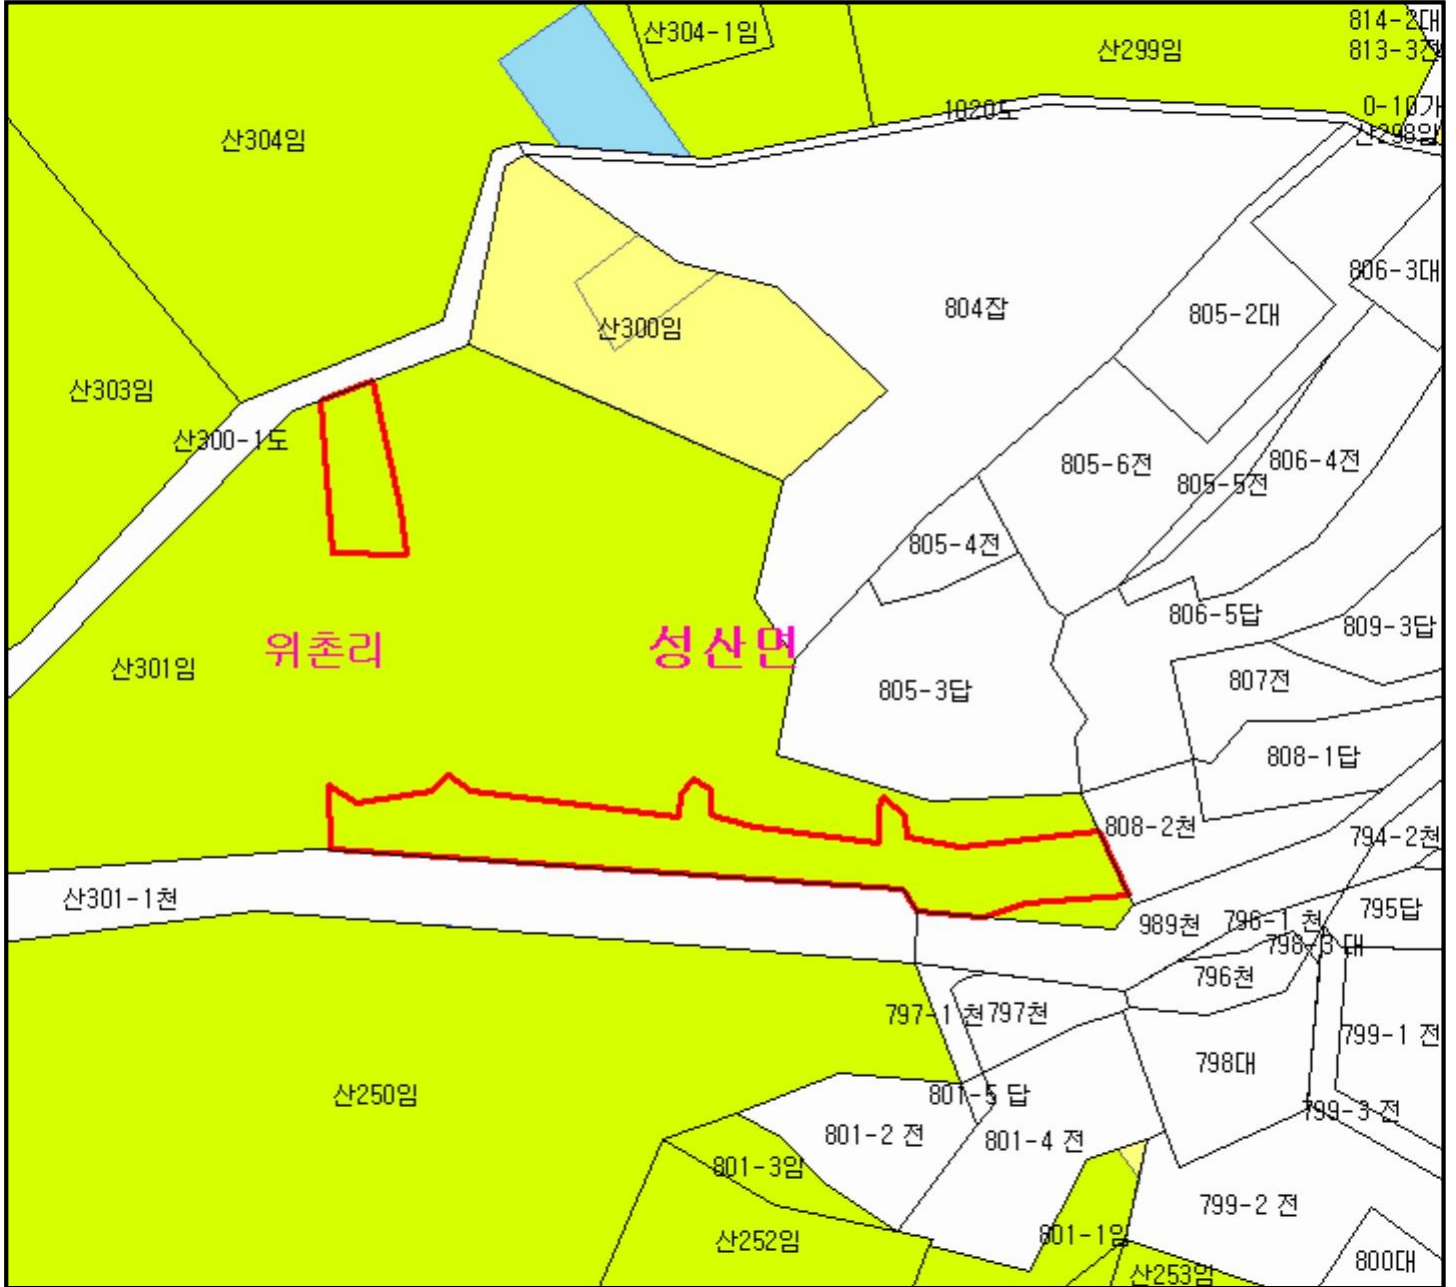 814-2대
산304-1임
산299임
813-3전
1020도
0-10개
산298임
산304임
804잡
806-3대
805-2대
산300임
산303임
산300-1도
805-6전
806-4전
805-5전
805-4전
806-5답
809-3답
위촌리
성산면
산301임
805-3답
807전
808-1답
808-2천
794-2천
산301-1천
795답
796-1 천
989천
798-3 대
796천
797-1 천
797천
799-1 전
798대
산250임
801-5 답
799-3 전
801-2 전
801-4 전
801-3임
799-2 전
산252임
801-1임
800대
산253임